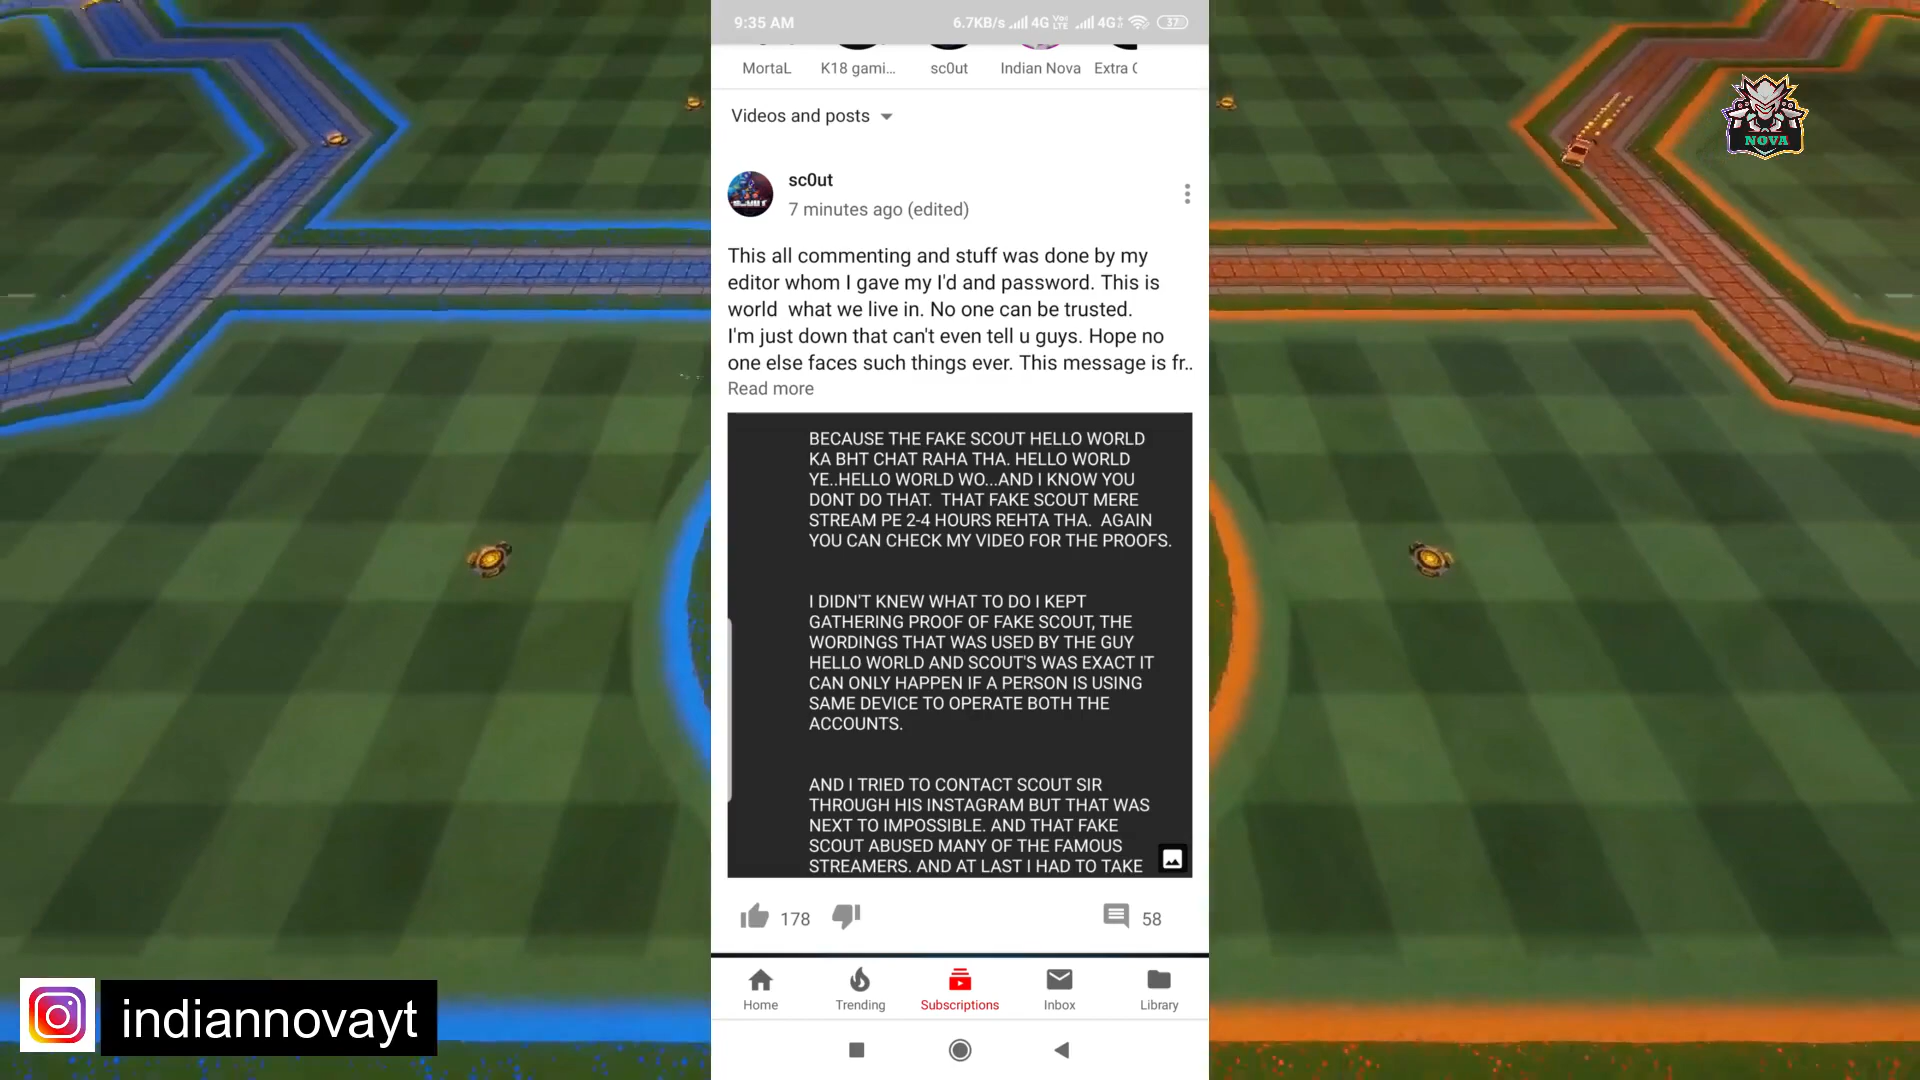 9:35 AM
6.7KB/s 4G VoLTE 4G+ 37
MortaL K18 gami... sc0ut Indian Nova Extra
Videos and posts
NOVA
sc0ut
7 minutes ago (edited)
This all commenting and stuff was done by my
editor whom I gave my I'd and password. This is
world  what we live in. No one can be trusted.
I'm just down that can't even tell u guys. Hope no
one else faces such things ever. This message is fr..
Read more
BECAUSE THE FAKE SCOUT HELLO WORLD
KA BHT CHAT RAHA THA. HELLO WORLD
YE..HELLO WORLD WO...AND I KNOW YOU
DONT DO THAT.  THAT FAKE SCOUT MERE
STREAM PE 2-4 HOURS REHTA THA.  AGAIN
YOU CAN CHECK MY VIDEO FOR THE PROOFS.
I DIDN'T KNEW WHAT TO DO I KEPT
GATHERING PROOF OF FAKE SCOUT, THE
WORDINGS THAT WAS USED BY THE GUY
HELLO WORLD AND SCOUT'S WAS EXACT IT
CAN ONLY HAPPEN IF A PERSON IS USING
SAME DEVICE TO OPERATE BOTH THE
ACCOUNTS.
AND I TRIED TO CONTACT SCOUT SIR
THROUGH HIS INSTAGRAM BUT THAT WAS
NEXT TO IMPOSSIBLE. AND THAT FAKE
SCOUT ABUSED MANY OF THE FAMOUS
STREAMERS. AND AT LAST I HAD TO TAKE
178 58
Home Trending Subscriptions Inbox Library
indiannovayt